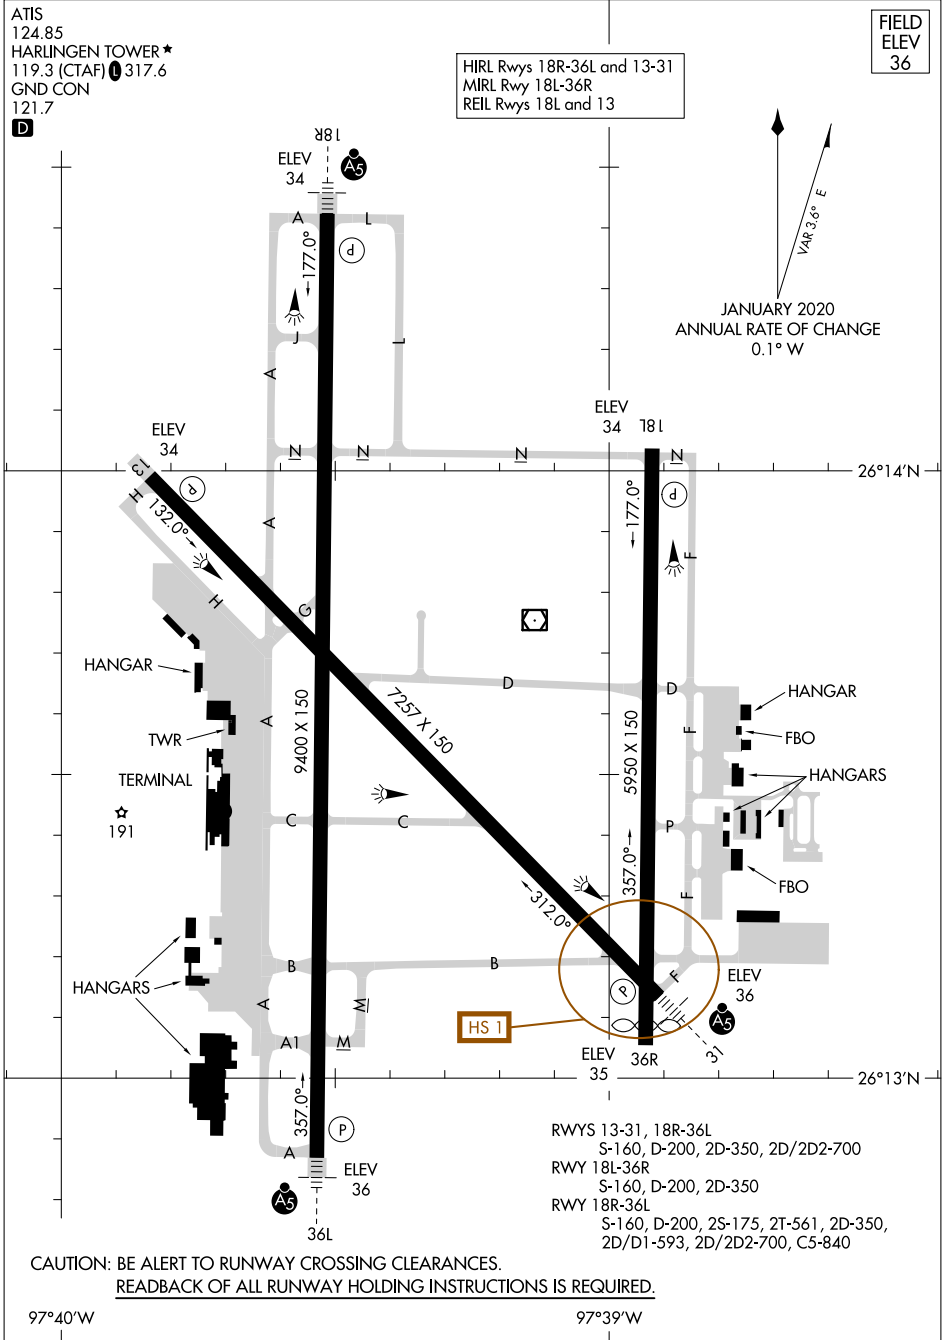 ATIS
124.85
HARLINGEN TOWER ★
119.3 (CTAF) L 317.6
GND CON
121.7
D
HIRL Rwys 18R-36L and 13-31
MIRL Rwy 18L-36R
REIL Rwys 18L and 13
FIELD
ELEV
36
VAR 3.6° E
JANUARY 2020
ANNUAL RATE OF CHANGE
0.1° W
18R
ELEV
34
A5
A
L
P
177.0°
J
L
A
ELEV
34
18L
ELEV
34
N
N
N
N
26°14'N
13
H
P
132.0°
A
177.0°
P
F
H
G
HANGAR
D
D
HANGAR
9400 X 150
7257 X 150
5950 X 150
A
TWR
F
FBO
TERMINAL
HANGARS
191
C
C
P
357.0°
FBO
312.0°
F
B
B
F
ELEV
36
HANGARS
A
M
P
HS 1
A5
A1
M
ELEV
35
36R
31
26°13'N
357.0°
P
A
ELEV
36
A5
36L
RWYS 13-31, 18R-36L
S-160, D-200, 2D-350, 2D/2D2-700
RWY 18L-36R
S-160, D-200, 2D-350
RWY 18R-36L
S-160, D-200, 2S-175, 2T-561, 2D-350,
2D/D1-593, 2D/2D2-700, C5-840
CAUTION: BE ALERT TO RUNWAY CROSSING CLEARANCES.
READBACK OF ALL RUNWAY HOLDING INSTRUCTIONS IS REQUIRED.
97°40'W
97°39'W